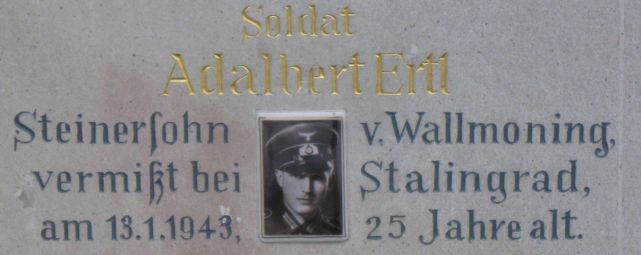 Soldat
Adalbert Ertl
Steinerſohn v. Wallmoning,
vermißt bei Stalingrad,
am 13.1.1943, 25 Jahre alt.